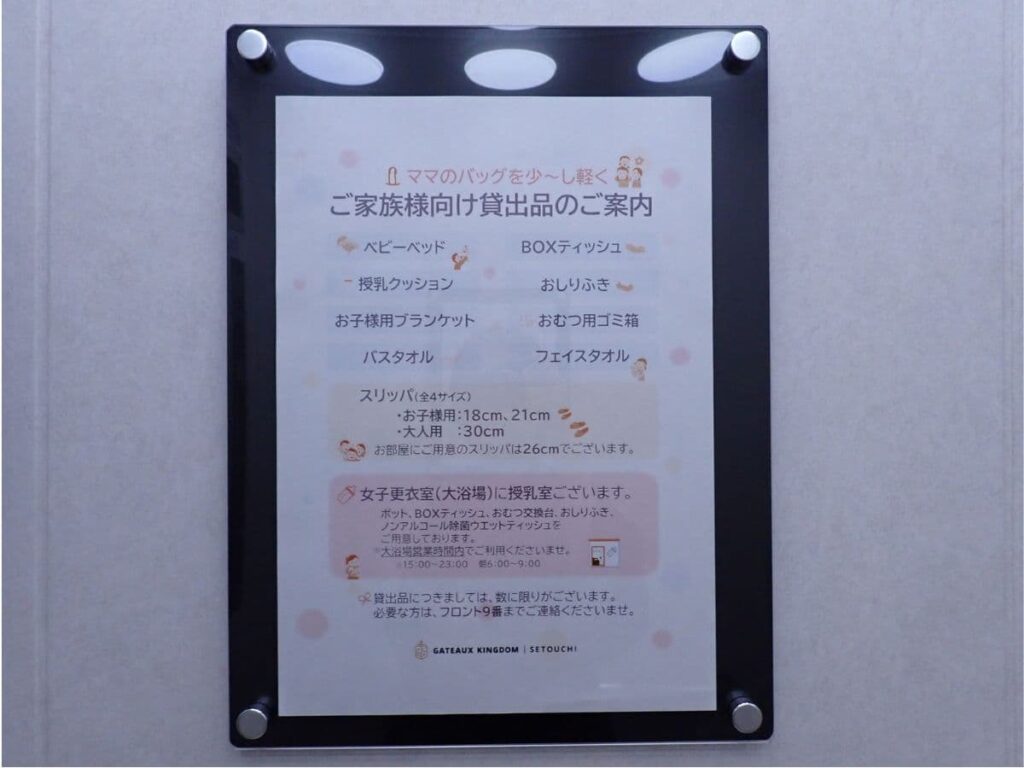 ママのバッグを少〜し軽く
ご家族様向け貸出品のご案内
ベビーベッド
BOXティッシュ
授乳クッション
おしりふき
お子様用ブランケット
おむつ用ゴミ箱
バスタオル
フェイスタオル
スリッパ(全4サイズ)
・お子様用:18cm、21cm
・大人用 :30cm
お部屋にご用意のスリッパは26cmでございます。
女子更衣室(大浴場)に授乳室ございます。
ポット、BOXティッシュ、おむつ交換台、おしりふき、
ノンアルコール除菌ウエットティッシュを
ご用意しております。
※大浴場営業時間内でご利用くださいませ。
※15:00~23:00 朝6:00~9:00
貸出品につきましては、数に限りがございます。
必要な方は、フロント9番までご連絡くださいませ。
GATEAUX KINGDOM | SETOUCHI